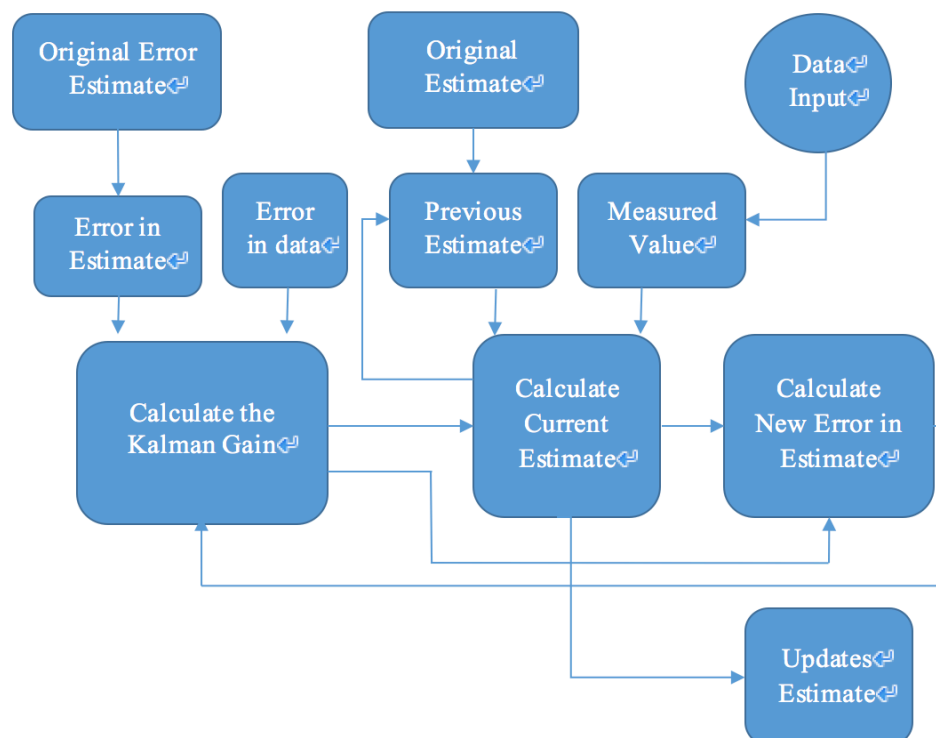 Original Error
Estimate
Original
Estimate
Data
Input
Error in
Estimate
Error
in data
Previous
Estimate
Measured
Value
Calculate the
Kalman Gain
Calculate
Current
Estimate
Calculate
New Error in
Estimate
Updates
Estimate